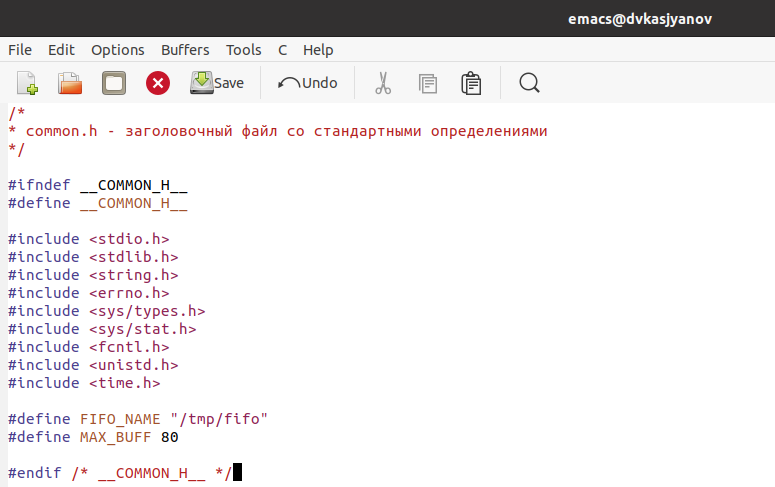 emacs@dvkasjyanov
File Edit Options Buffers Tools C Help
Save Undo
/*
* common.h - заголовочный файл со стандартными определениями
*/
#ifndef __COMMON_H__
#define __COMMON_H__
#include <stdio.h>
#include <stdlib.h>
#include <string.h>
#include <errno.h>
#include <sys/types.h>
#include <sys/stat.h>
#include <fcntl.h>
#include <unistd.h>
#include <time.h>
#define FIFO_NAME "/tmp/fifo"
#define MAX_BUFF 80
#endif /* __COMMON_H__ */